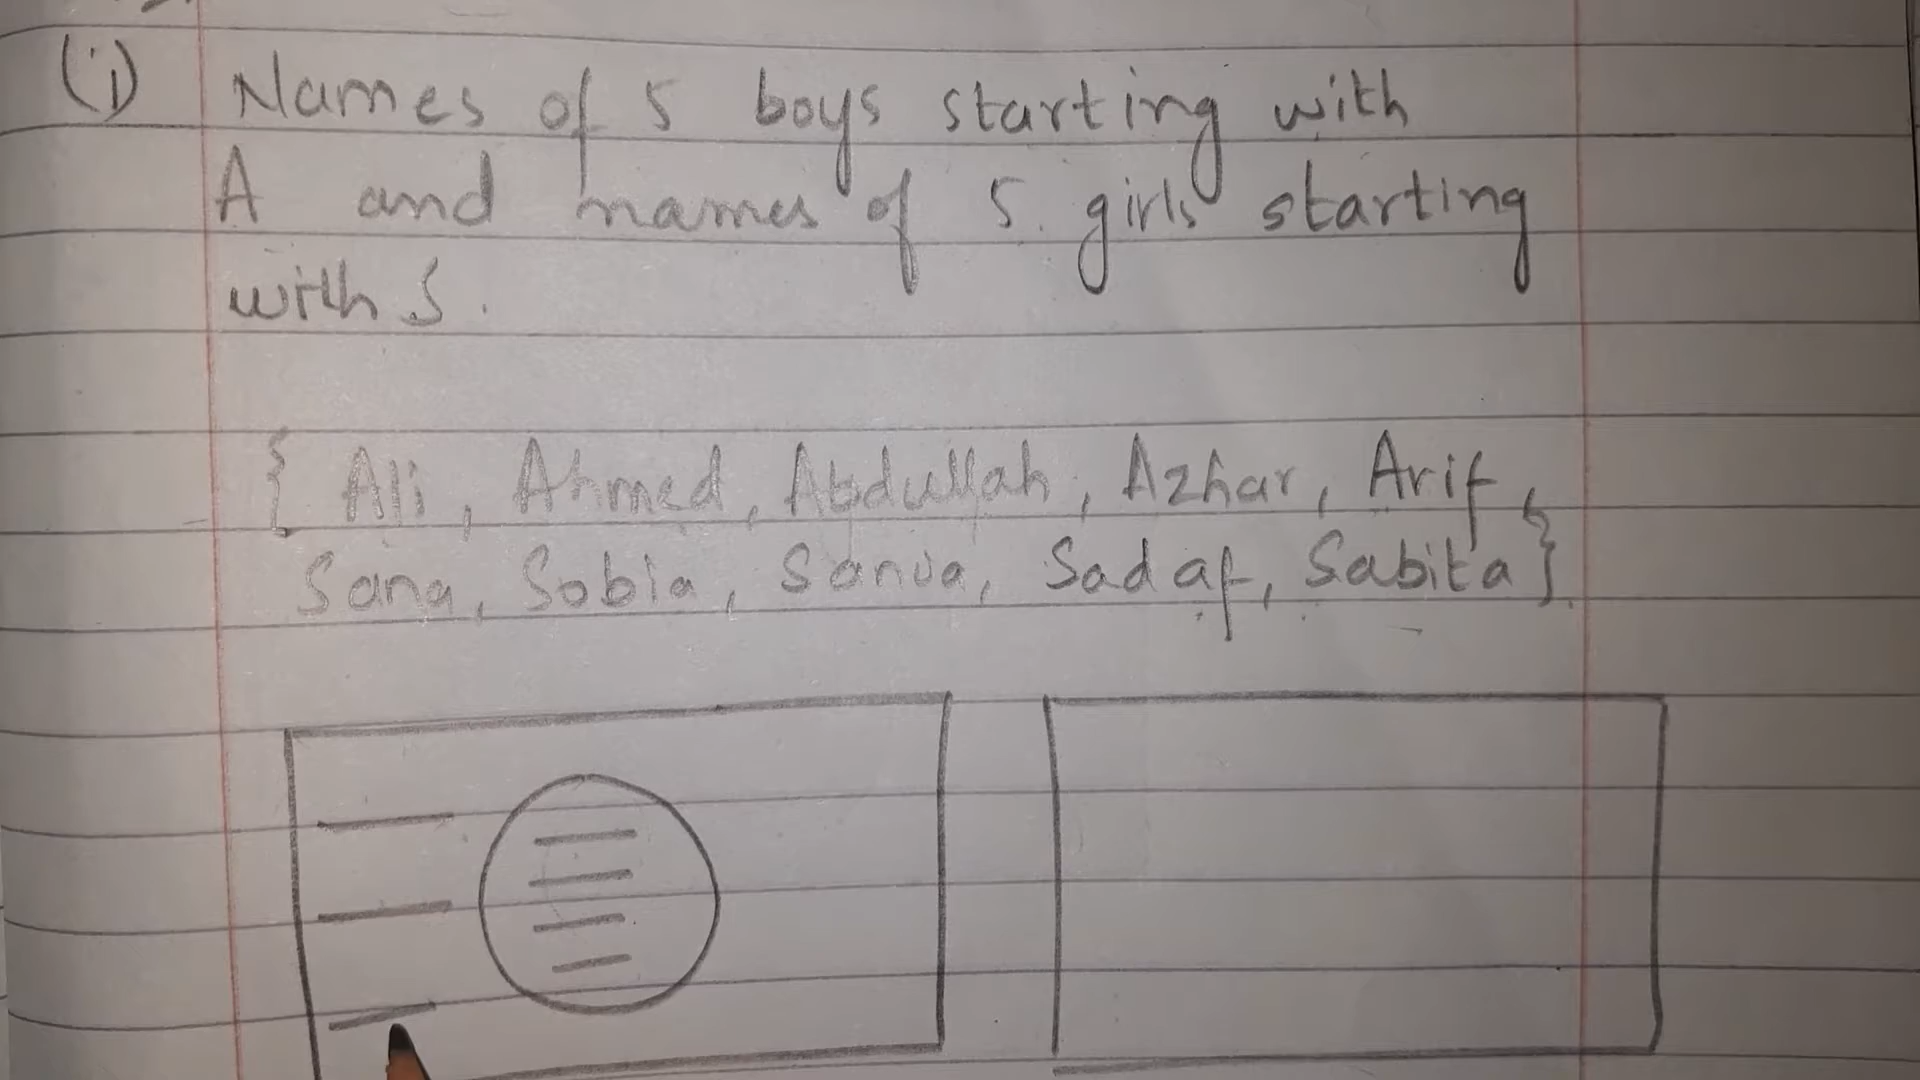 (i) Names of 5 boys starting with
A and names of 5 girls starting
with S.
{ Ali, Ahmed, Abdullah, Azhar, Arif,
Sana, Sobia, Sania, Sadaf, Sabita }